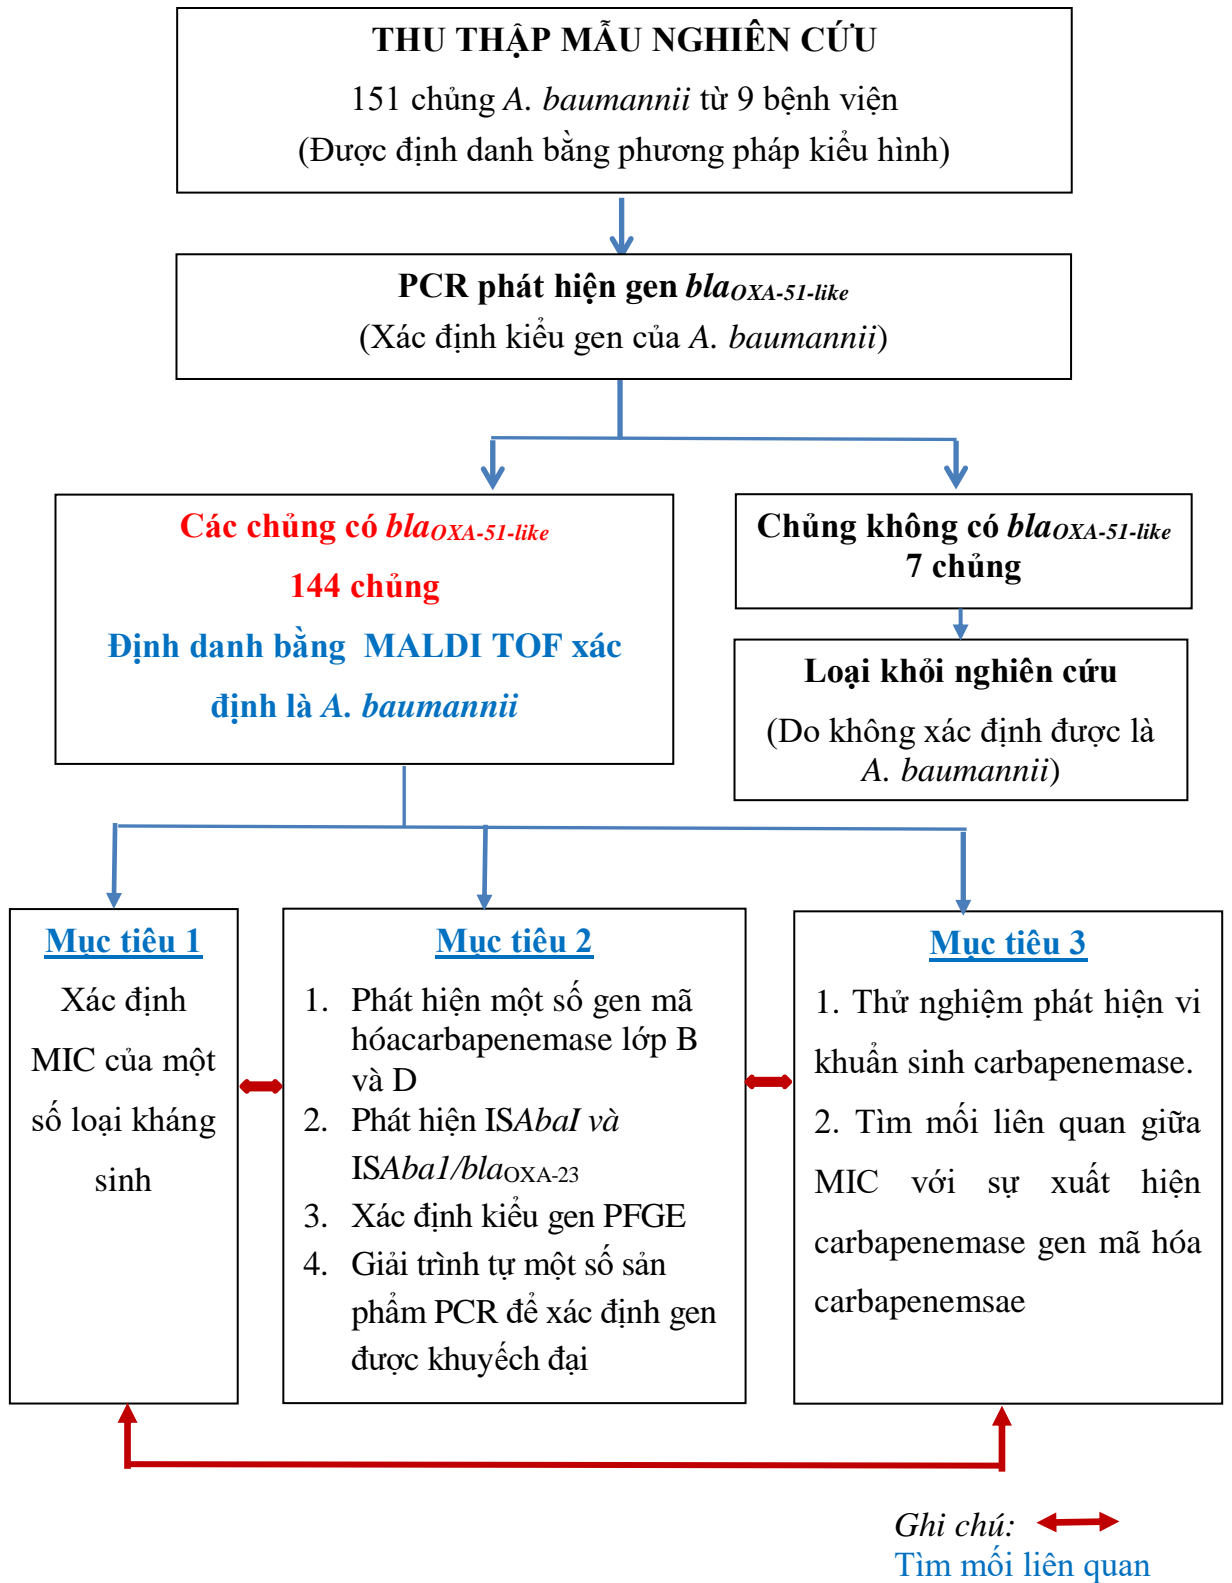 THU THẬP MẪU NGHIÊN CỨU
151 chủng A. baumannii từ 9 bệnh viện
(Được định danh bằng phương pháp kiểu hình)
PCR phát hiện gen blaOXA-51-like
(Xác định kiểu gen của A. baumannii)
Các chủng có blaOXA-51-like
144 chủng
Định danh bằng MALDI TOF xác
định là A. baumannii
Chủng không có blaOXA-51-like
7 chủng
Loại khỏi nghiên cứu
(Do không xác định được là
A. baumannii)
Mục tiêu 1
Xác định
MIC của một
số loại kháng
sinh
Mục tiêu 2
1. Phát hiện một số gen mã
hóacarbapenemase lớp B
và D
2. Phát hiện ISAbaI và
ISAba1/blaOXA-23
3. Xác định kiểu gen PFGE
4. Giải trình tự một số sản
phẩm PCR để xác định gen
được khuyếch đại
Mục tiêu 3
1. Thử nghiệm phát hiện vi
khuẩn sinh carbapenemase.
2. Tìm mối liên quan giữa
MIC với sự xuất hiện
carbapenemase gen mã hóa
carbapenemsae
Ghi chú:
Tìm mối liên quan